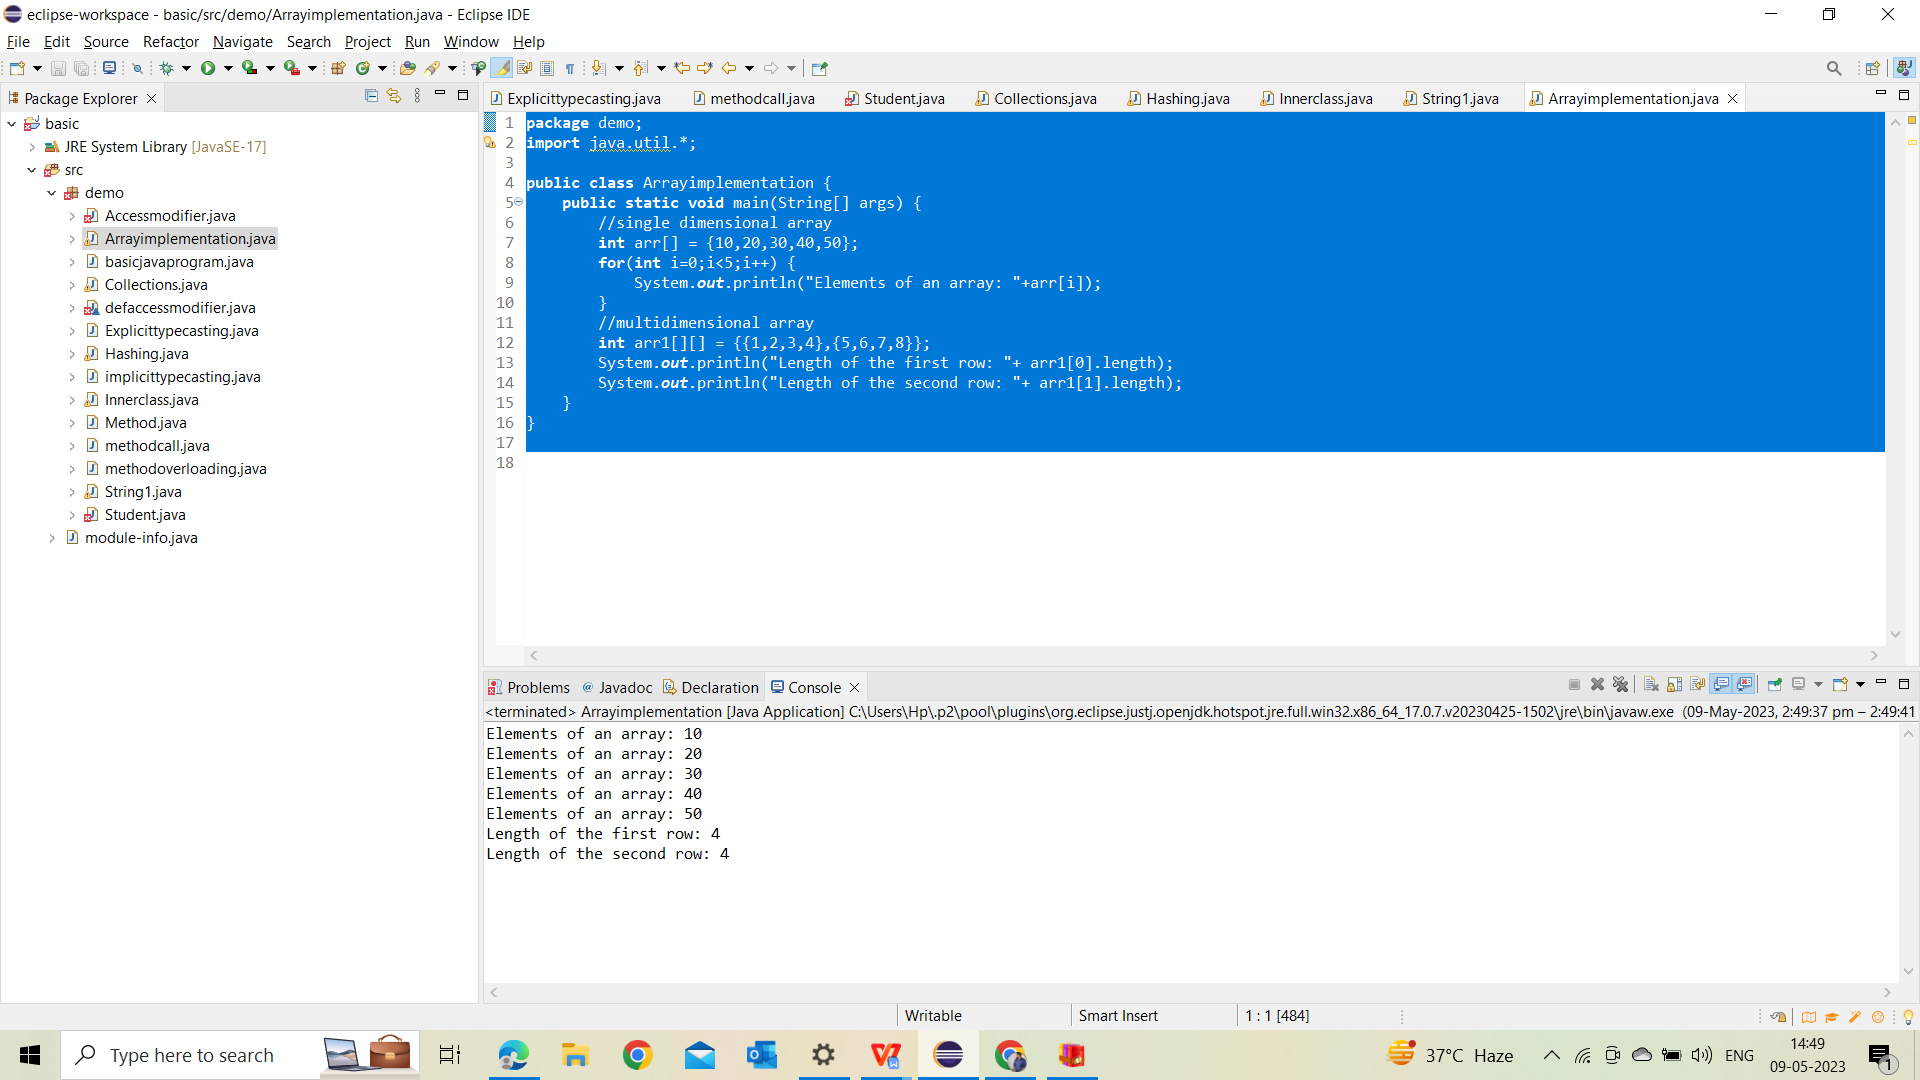 eclipse-workspace - basic/src/demo/Arrayimplementation.java - Eclipse IDE
File Edit Source Refactor Navigate Search Project Run Window Help
Package Explorer
basic
JRE System Library [JavaSE-17]
src
demo
Accessmodifier.java
Arrayimplementation.java
basicjavaprogram.java
Collections.java
defaccessmodifier.java
Explicittypecasting.java
Hashing.java
implicittypecasting.java
Innerclass.java
Method.java
methodcall.java
methodoverloading.java
String1.java
Student.java
module-info.java
Explicittypecasting.java methodcall.java Student.java Collections.java Hashing.java Innerclass.java String1.java Arrayimplementation.java
1 package demo;
2 import java.util.*;
3
4 public class Arrayimplementation {
5 public static void main(String[] args) {
6 //single dimensional array
7 int arr[] = {10,20,30,40,50};
8 for(int i=0;i<5;i++) {
9 System.out.println("Elements of an array: "+arr[i]);
10 }
11 //multidimensional array
12 int arr1[][] = {{1,2,3,4},{5,6,7,8}};
13 System.out.println("Length of the first row: "+ arr1[0].length);
14 System.out.println("Length of the second row: "+ arr1[1].length);
15 }
16 }
17
18
Problems Javadoc Declaration Console
<terminated> Arrayimplementation [Java Application] C:\Users\Hp\.p2\pool\plugins\org.eclipse.justj.openjdk.hotspot.jre.full.win32.x86_64_17.0.7.v20230425-1502\jre\bin\javaw.exe (09-May-2023, 2:49:37 pm – 2:49:41
Elements of an array: 10
Elements of an array: 20
Elements of an array: 30
Elements of an array: 40
Elements of an array: 50
Length of the first row: 4
Length of the second row: 4
Writable Smart Insert 1 : 1 [484]
Type here to search
37°C Haze ENG
14:49
09-05-2023
1